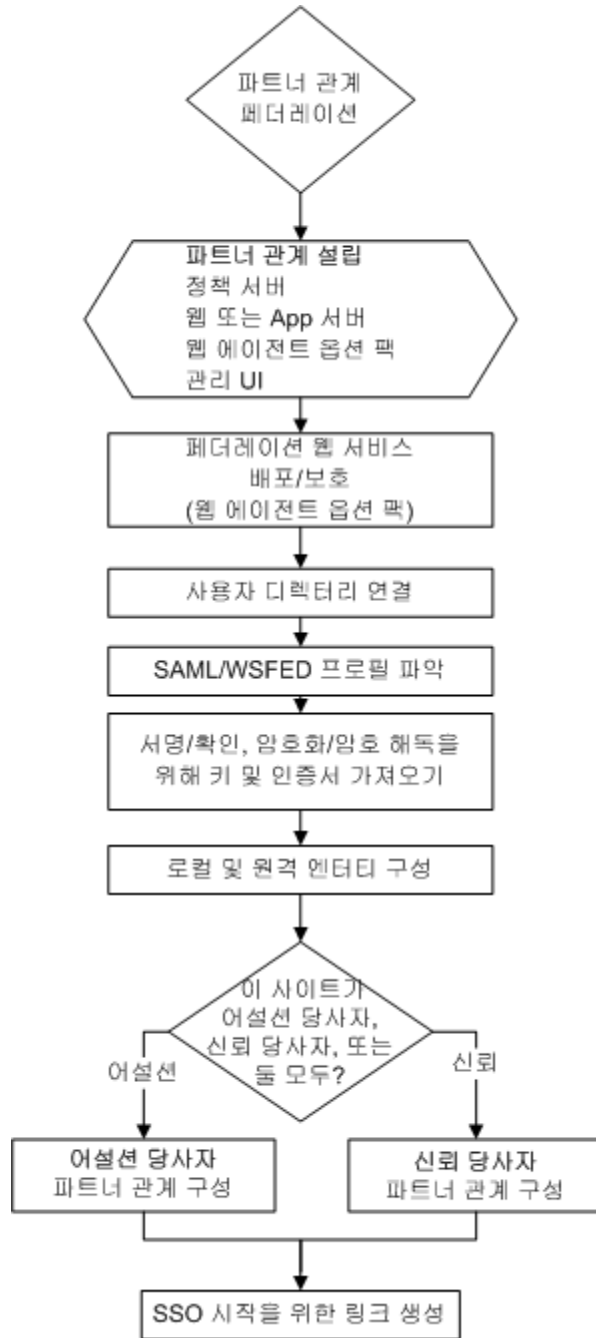 파트너 관계
페더레이션
파트너 관계 설립
정책 서버
웹 또는 App 서버
웹 에이전트 옵션 팩
관리 UI
페더레이션 웹 서비스
배포/보호
(웹 에이전트 옵션 팩)
사용자 디렉터리 연결
SAML/WSFED 프로필 파악
서명/확인, 암호화/암호 해독을
위해 키 및 인증서 가져오기
로컬 및 원격 엔터티 구성
이 사이트가
어설션 당사자,
신뢰 당사자, 또는
둘 모두?
어설션
신뢰
어설션 당사자
파트너 관계 구성
신뢰 당사자
파트너 관계 구성
SSO 시작을 위한 링크 생성